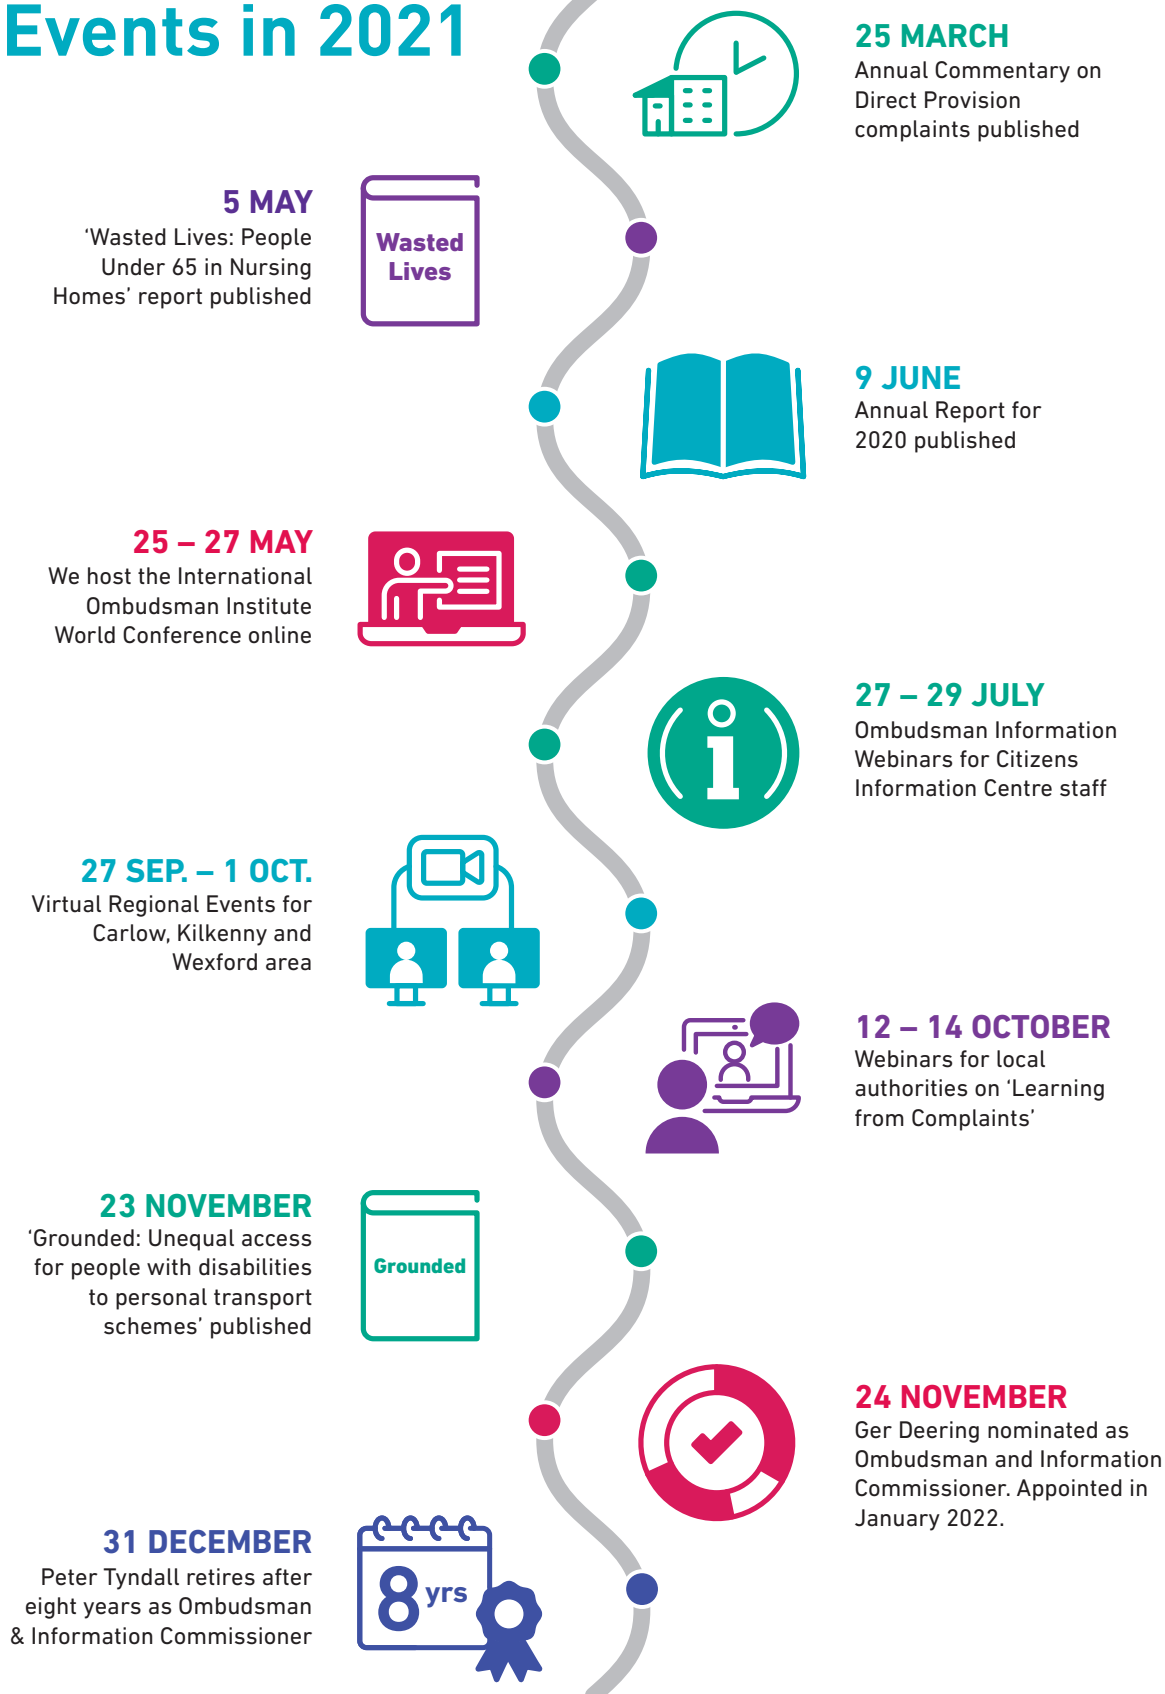 Events in 2021
25 MARCH
Annual Commentary on
Direct Provision
complaints published
5 MAY
‘Wasted Lives: People
Under 65 in Nursing
Homes’ report published
Wasted
Lives
9 JUNE
Annual Report for
2020 published
25 – 27 MAY
We host the International
Ombudsman Institute
World Conference online
27 – 29 JULY
Ombudsman Information
Webinars for Citizens
Information Centre staff
27 SEP. – 1 OCT.
Virtual Regional Events for
Carlow, Kilkenny and
Wexford area
12 – 14 OCTOBER
Webinars for local
authorities on ‘Learning
from Complaints’
23 NOVEMBER
‘Grounded: Unequal access
for people with disabilities
to personal transport
schemes’ published
Grounded
24 NOVEMBER
Ger Deering nominated as
Ombudsman and Information
Commissioner. Appointed in
January 2022.
31 DECEMBER
Peter Tyndall retires after
eight years as Ombudsman
& Information Commissioner
8 yrs